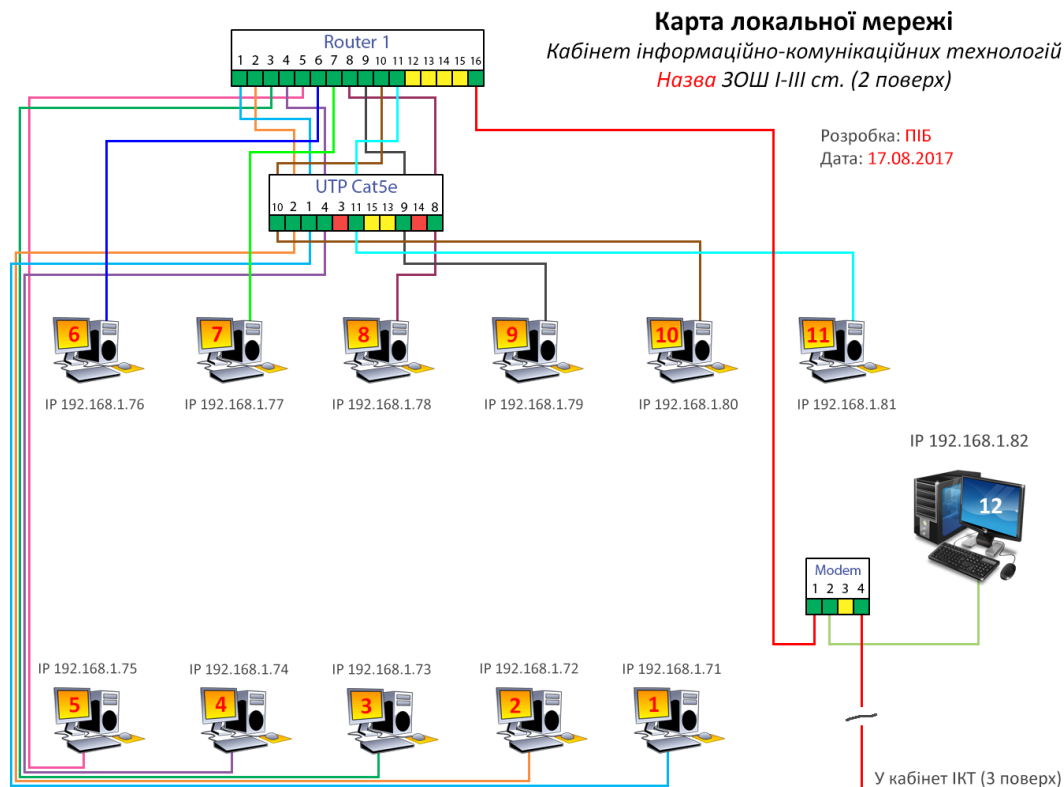 Карта локальної мережі
Кабінет інформаційно-комунікаційних технологій
Назва ЗОШ І-ІІІ ст. (2 поверх)
Розробка: ПІБ
Дата: 17.08.2017
Router 1
1 2 3 4 5 6 7 8 9 10 11 12 13 14 15 16
UTP Cat5e
10 2 1 4 3 11 15 13 9 14 8
6 7 8 9 10 11
IP 192.168.1.76 IP 192.168.1.77 IP 192.168.1.78 IP 192.168.1.79 IP 192.168.1.80 IP 192.168.1.81
IP 192.168.1.82
12
Modem
1 2 3 4
IP 192.168.1.75 IP 192.168.1.74 IP 192.168.1.73 IP 192.168.1.72 IP 192.168.1.71
5 4 3 2 1
У кабінет ІКТ (3 поверх)